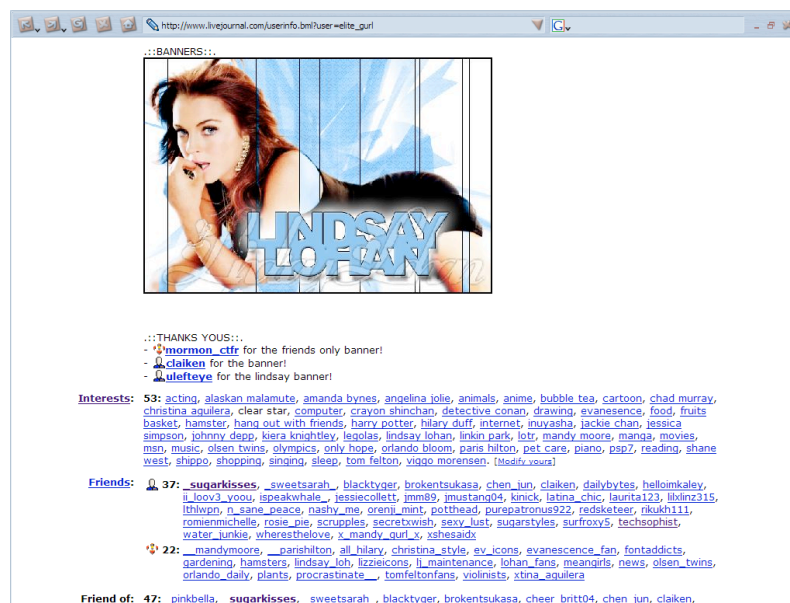 http://www.livejournal.com/userinfo.bml?user=elite_gurl
G
.::BANNERS::.
LINDSAY
LOHAN
.::THANKS YOUS::.
- mormon_ctfr for the friends only banner!
- claiken for the banner!
- ulefteye for the lindsay banner!
Interests: 53: acting, alaskan malamute, amanda bynes, angelina jolie, animals, anime, bubble tea, cartoon, chad murray,
christina aguilera, clear star, computer, crayon shinchan, detective conan, drawing, evanesence, food, fruits
basket, hamster, hang out with friends, harry potter, hilary duff, internet, inuyasha, jackie chan, jessica
simpson, johnny depp, kiera knightley, legolas, lindsay lohan, linkin park, lotr, mandy moore, manga, movies,
msn, music, olsen twins, olympics, only hope, orlando bloom, paris hilton, pet care, piano, psp7, reading, shane
west, shippo, shopping, singing, sleep, tom felton, viggo morensen. [Modify yours]
Friends: 37: _sugarkisses, _sweetsarah_, blacktyger, brokentsukasa, chen_jun, claiken, dailybytes, helloimkaley,
ii_loov3_yoou, ispeakwhale_, jessiecollett, jmm89, jmustang04, kinick, latina_chic, laurita123, lilxlinz315,
lthlwpn, n_sane_peace, nashy_me, orenji_mint, potthead, purepatronus922, redsketeer, rikukh111,
romienmichelle, rosie_pie, scrupples, secretxwish, sexy_lust, sugarstyles, surfroxy5, techsophist,
water_junkie, wheresthelove, x_mandy_gurl_x, xshesaidx
22: __mandymoore, __parishilton, all_hilary, christina_style, ev_icons, evanescence_fan, fontaddicts,
gardening, hamsters, lindsay_loh, lizzieicons, lj_maintenance, lohan_fans, meangirls, news, olsen_twins,
orlando_daily, plants, procrastinate__, tomfeltonfans, violinists, xtina_aguilera
Friend of: 47: _pinkbella_, _sugarkisses, _sweetsarah_, blacktyger, brokentsukasa, cheer_britt04, chen_jun, claiken,